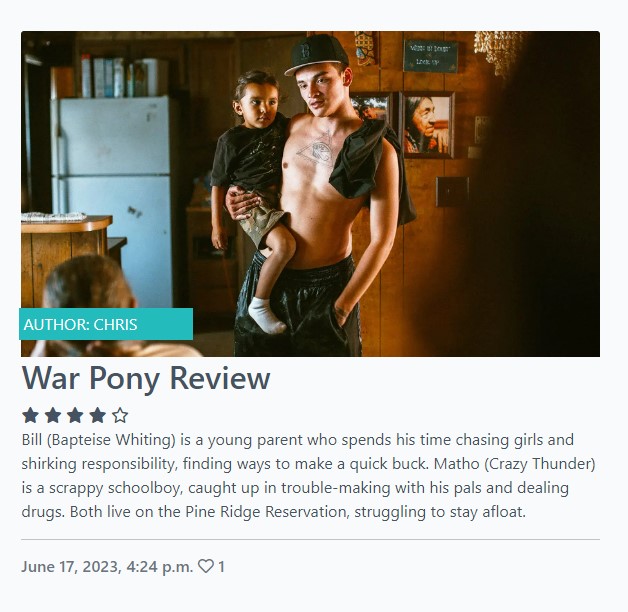 AUTHOR: CHRIS
War Pony Review
Bill (Bapteise Whiting) is a young parent who spends his time chasing girls and
shirking responsibility, finding ways to make a quick buck. Matho (Crazy Thunder)
is a scrappy schoolboy, caught up in trouble-making with his pals and dealing
drugs. Both live on the Pine Ridge Reservation, struggling to stay afloat.
June 17, 2023, 4:24 p.m. 1